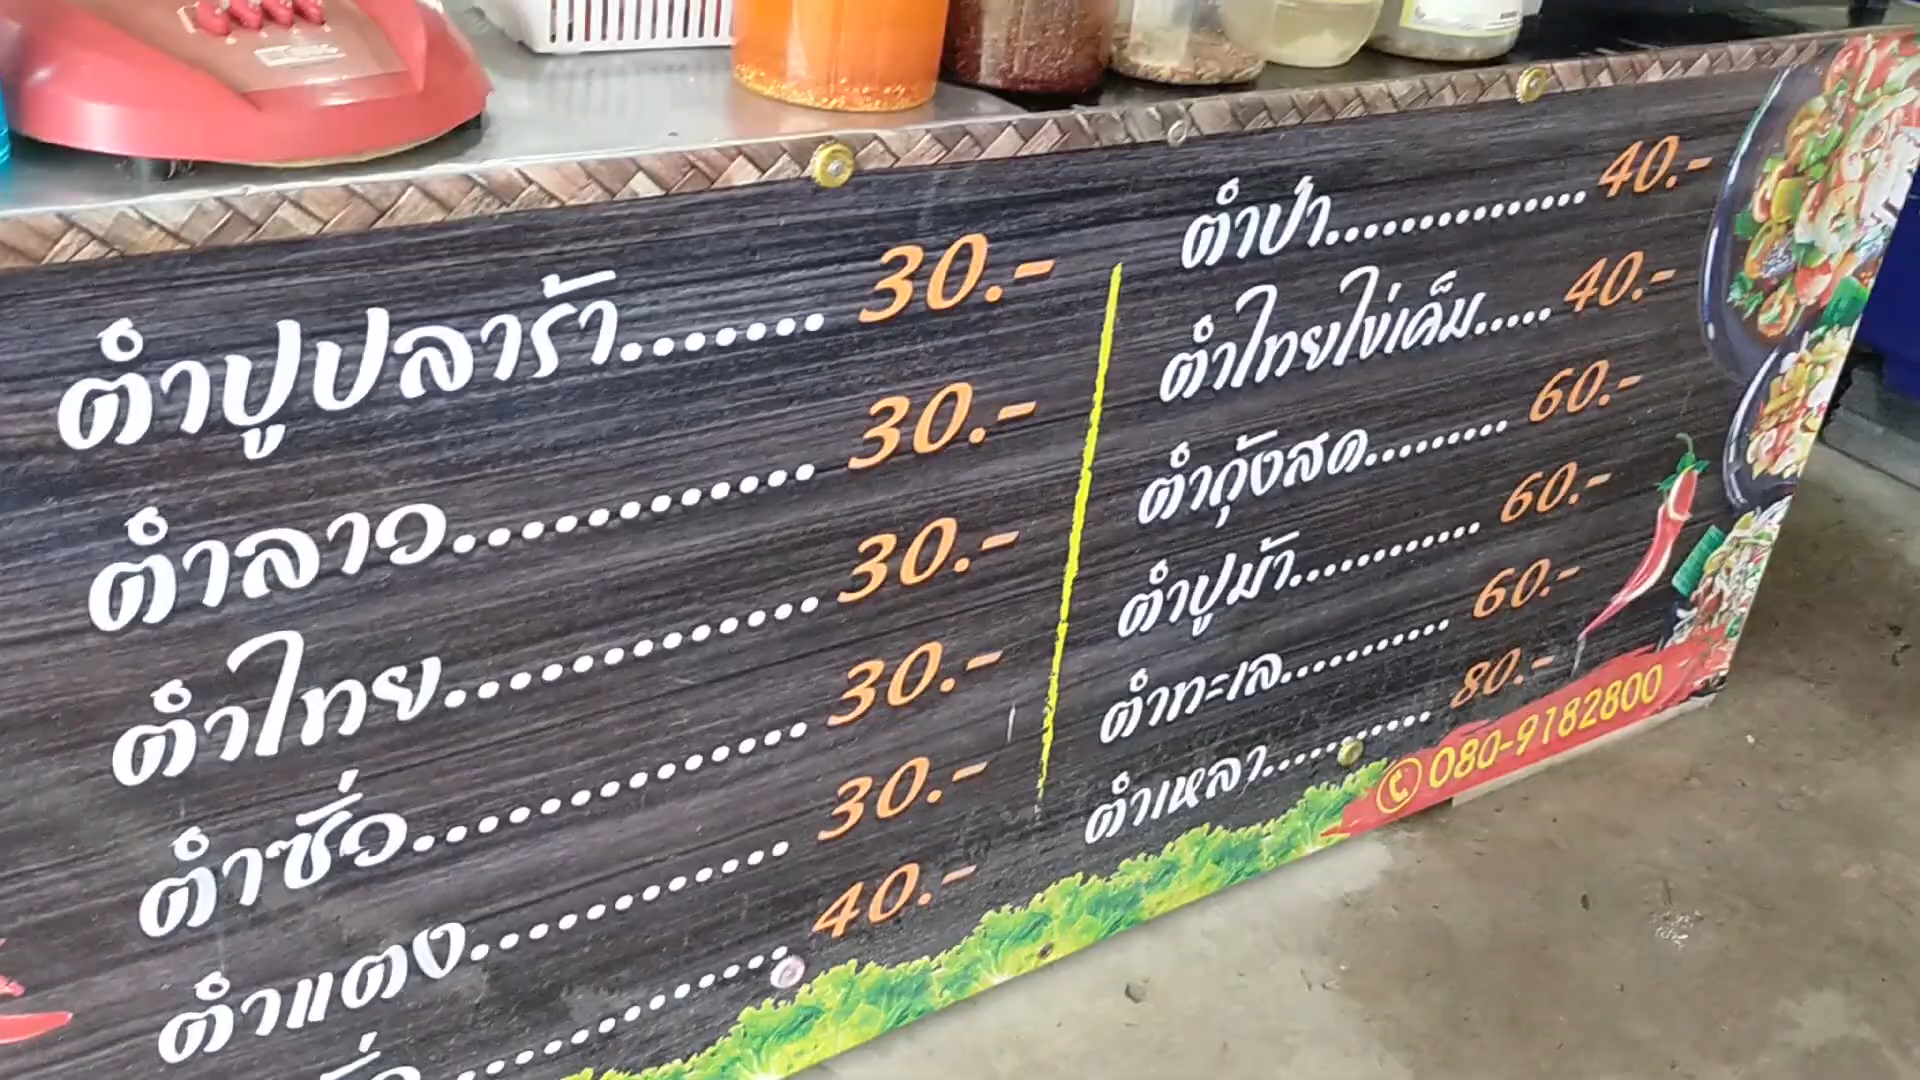 ตำปูปลาร้า....... 30.-
ตำลาว............ 30.-
ตำไทย............. 30.-
ตำซั่ว.............. 30.-
ตำแตง........... 30.-
40.-
ตำป่า............... 40.-
ตำไทยไข่เค็ม..... 40.-
ตำกุ้งสด......... 60.-
ตำปูม้า............ 60.-
ตำทะเล........... 60.-
ตำเหลา........... 80.-
080-9182800